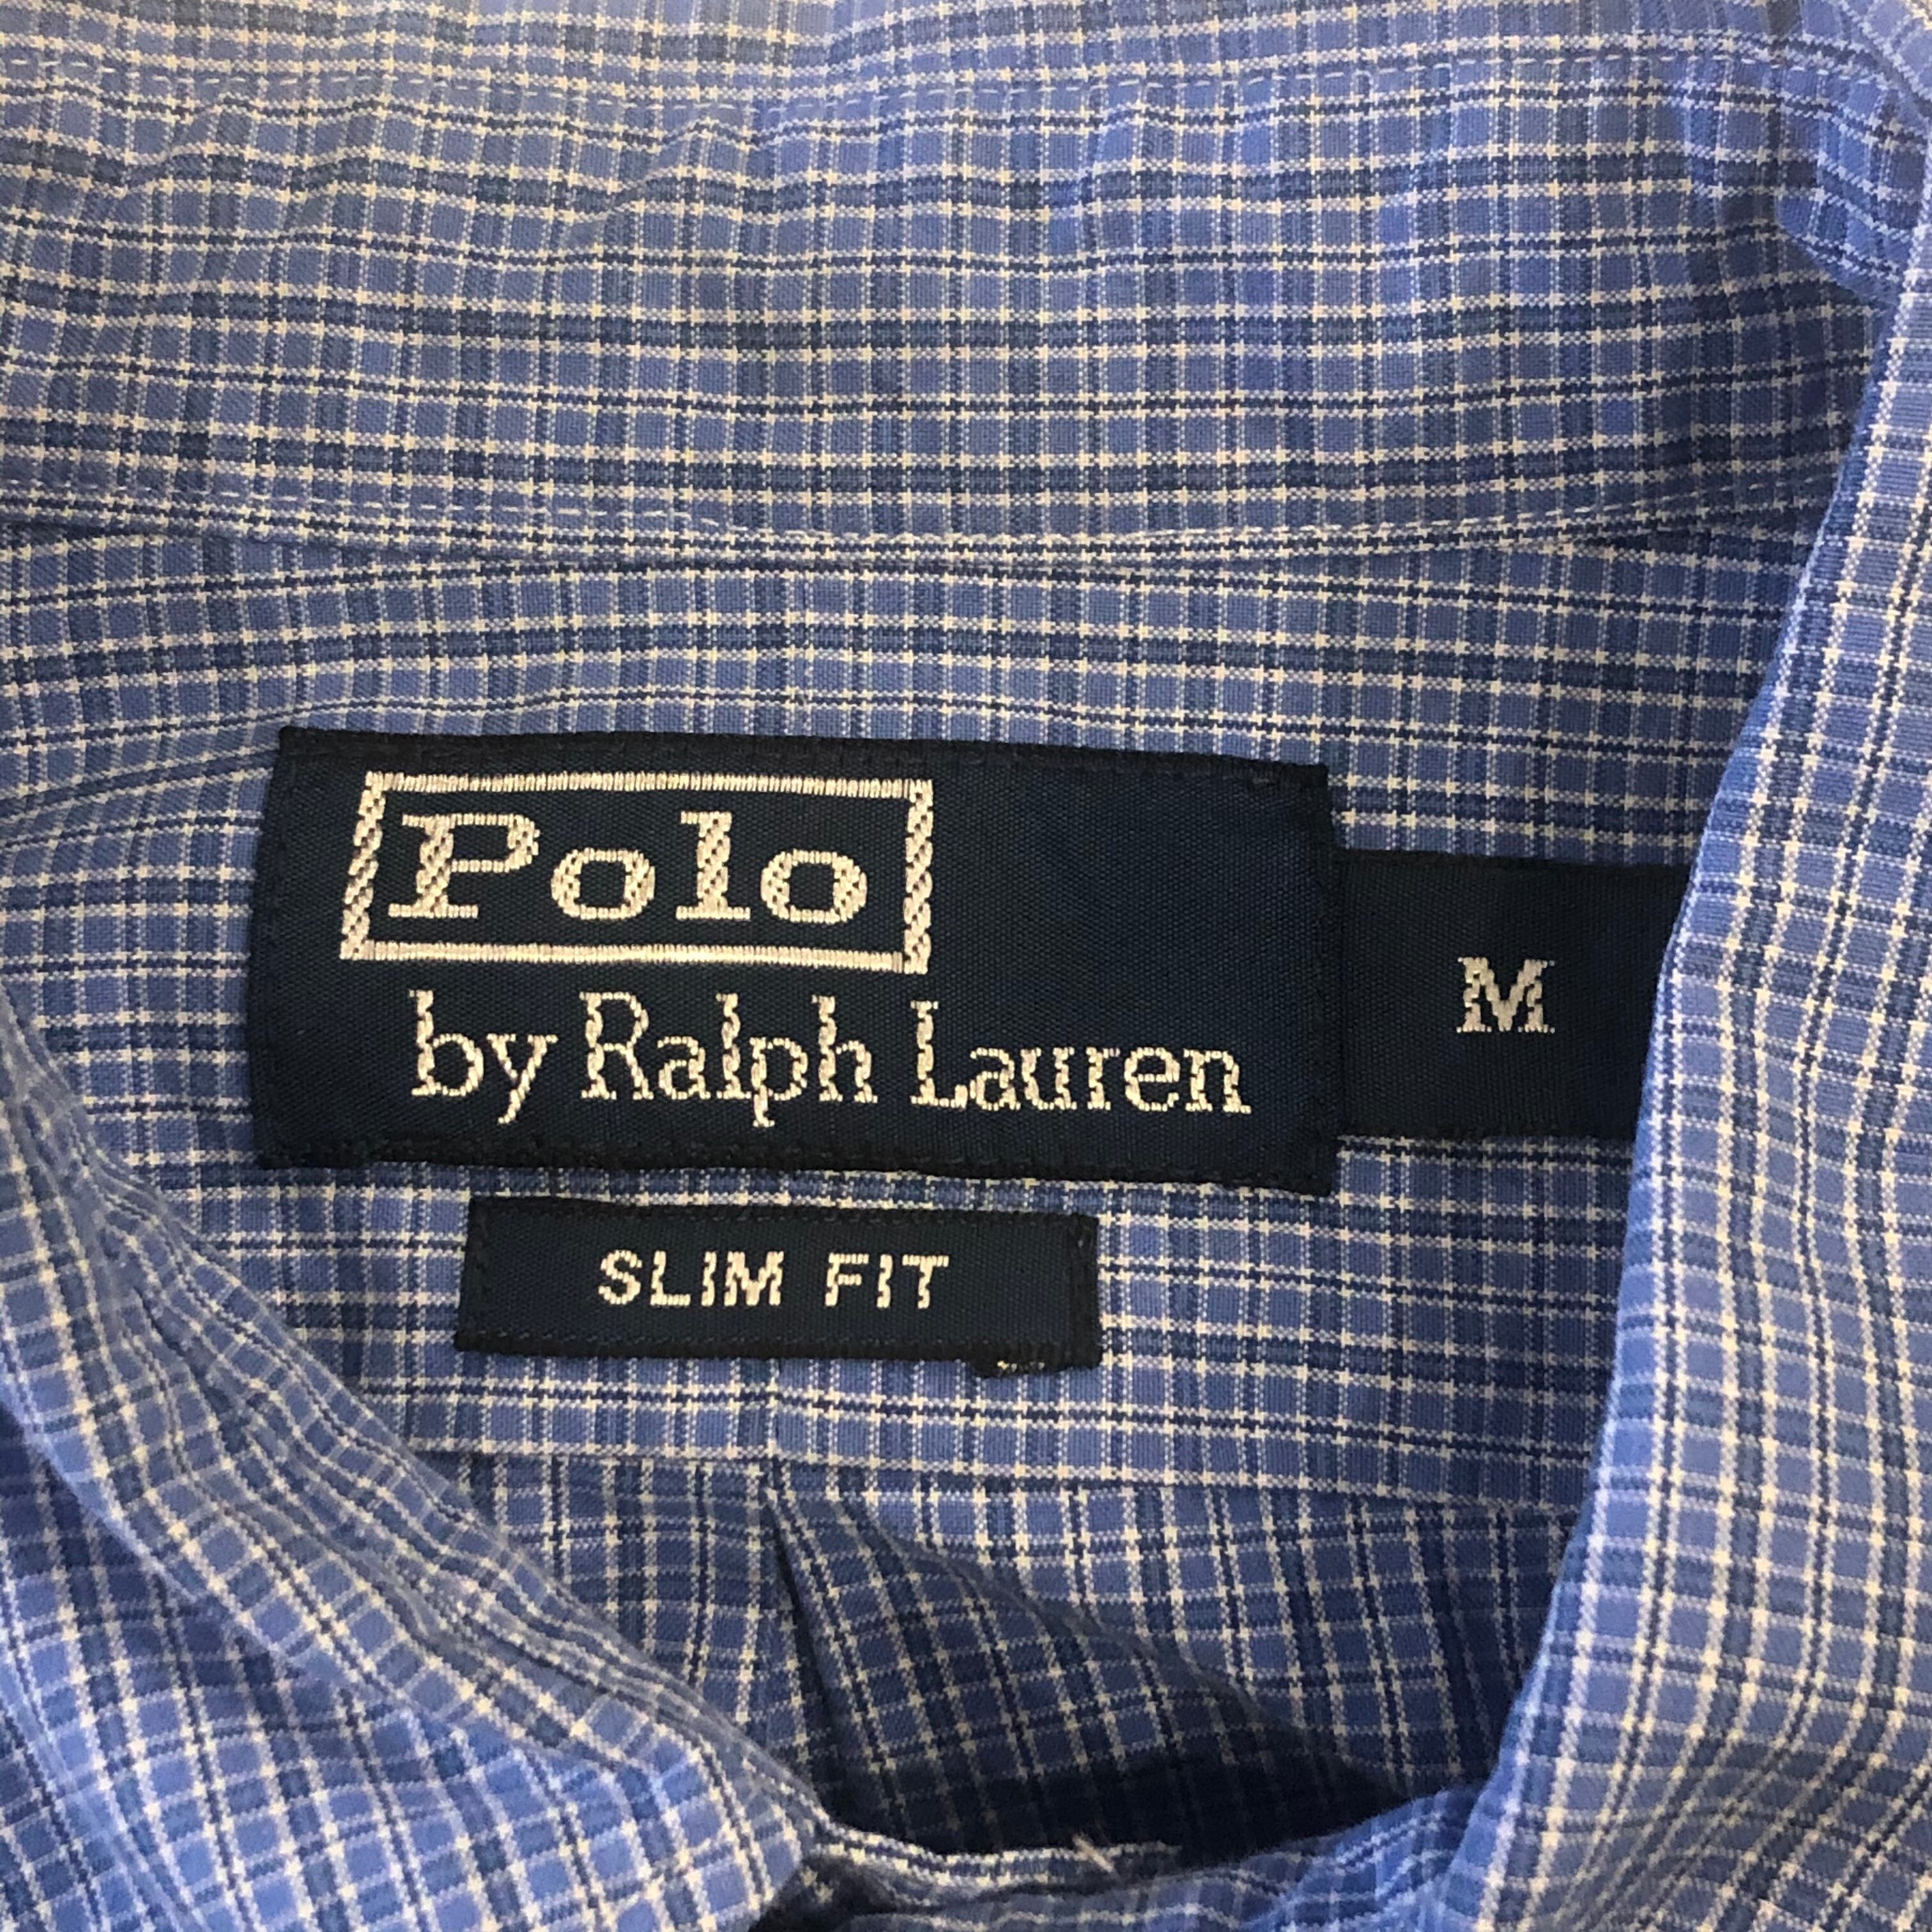 Polo
by Ralph Lauren
M
SLIM FIT